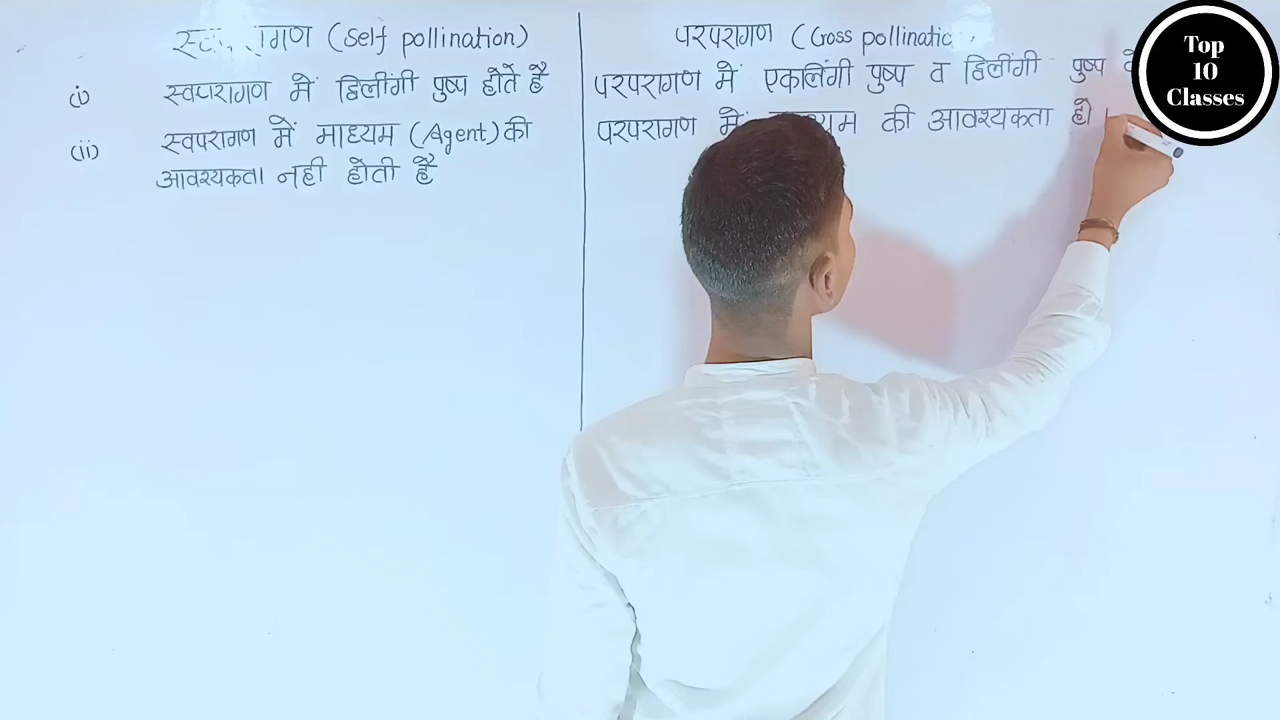 (Self pollination)
(i) स्वपरागण में द्विलींगी पुष्प होते है
(ii) स्वपरागण में माध्यम (Agent) की
आवश्यकता नही होती है
परपरागण (Cross
परपरागण में एकलिंगी पुष्प व द्विलींगी पुष्प
परपरागण में की आवश्यकता हो
Top
10
Classes